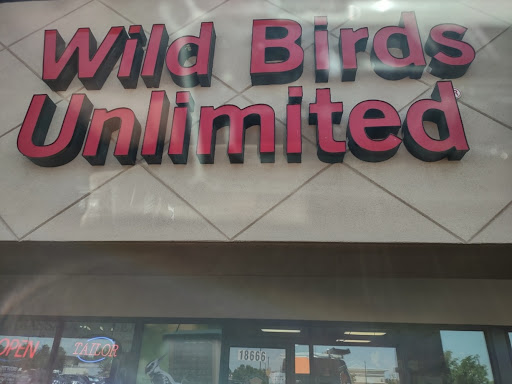 Wild Birds
Unlimited
®
18666
OPEN
TAILOR